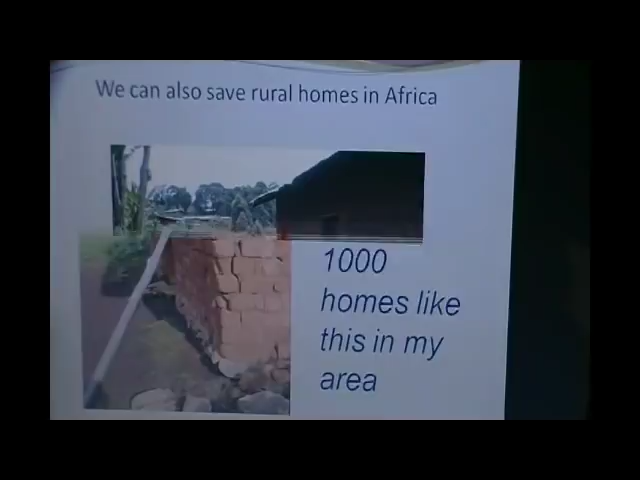 We can also save rural homes in Africa
1000
homes like
this in my
area